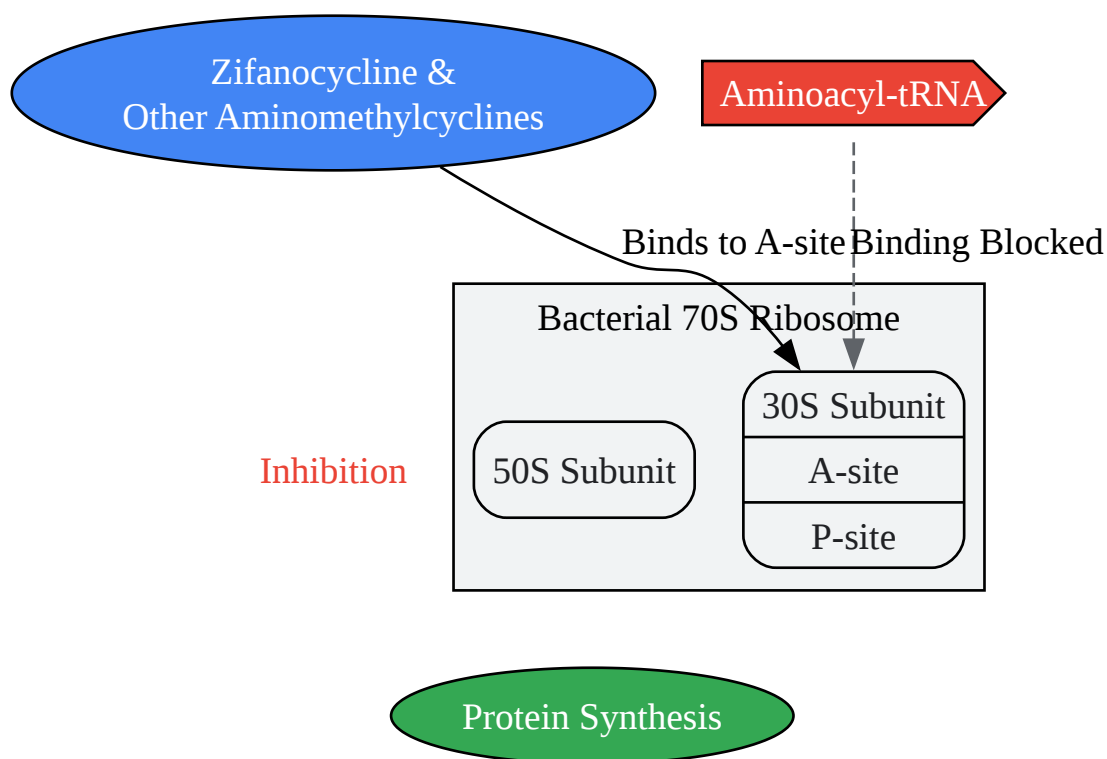 Zifanocycline &
Other Aminomethylcyclines
Aminoacyl-tRNA
Binds to A-site
Binding Blocked
Bacterial 70S Ribosome
30S Subunit
Inhibition
50S Subunit
A-site
P-site
Protein Synthesis